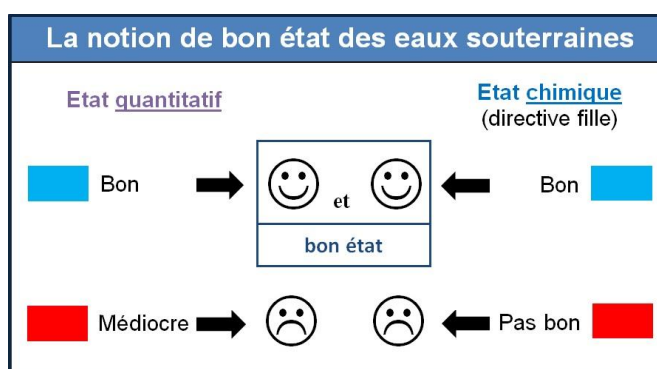 La notion de bon état des eaux souterraines
Etat quantitatif
Etat chimique
(directive fille)
Bon
et
Bon
bon état
Médiocre
Pas bon